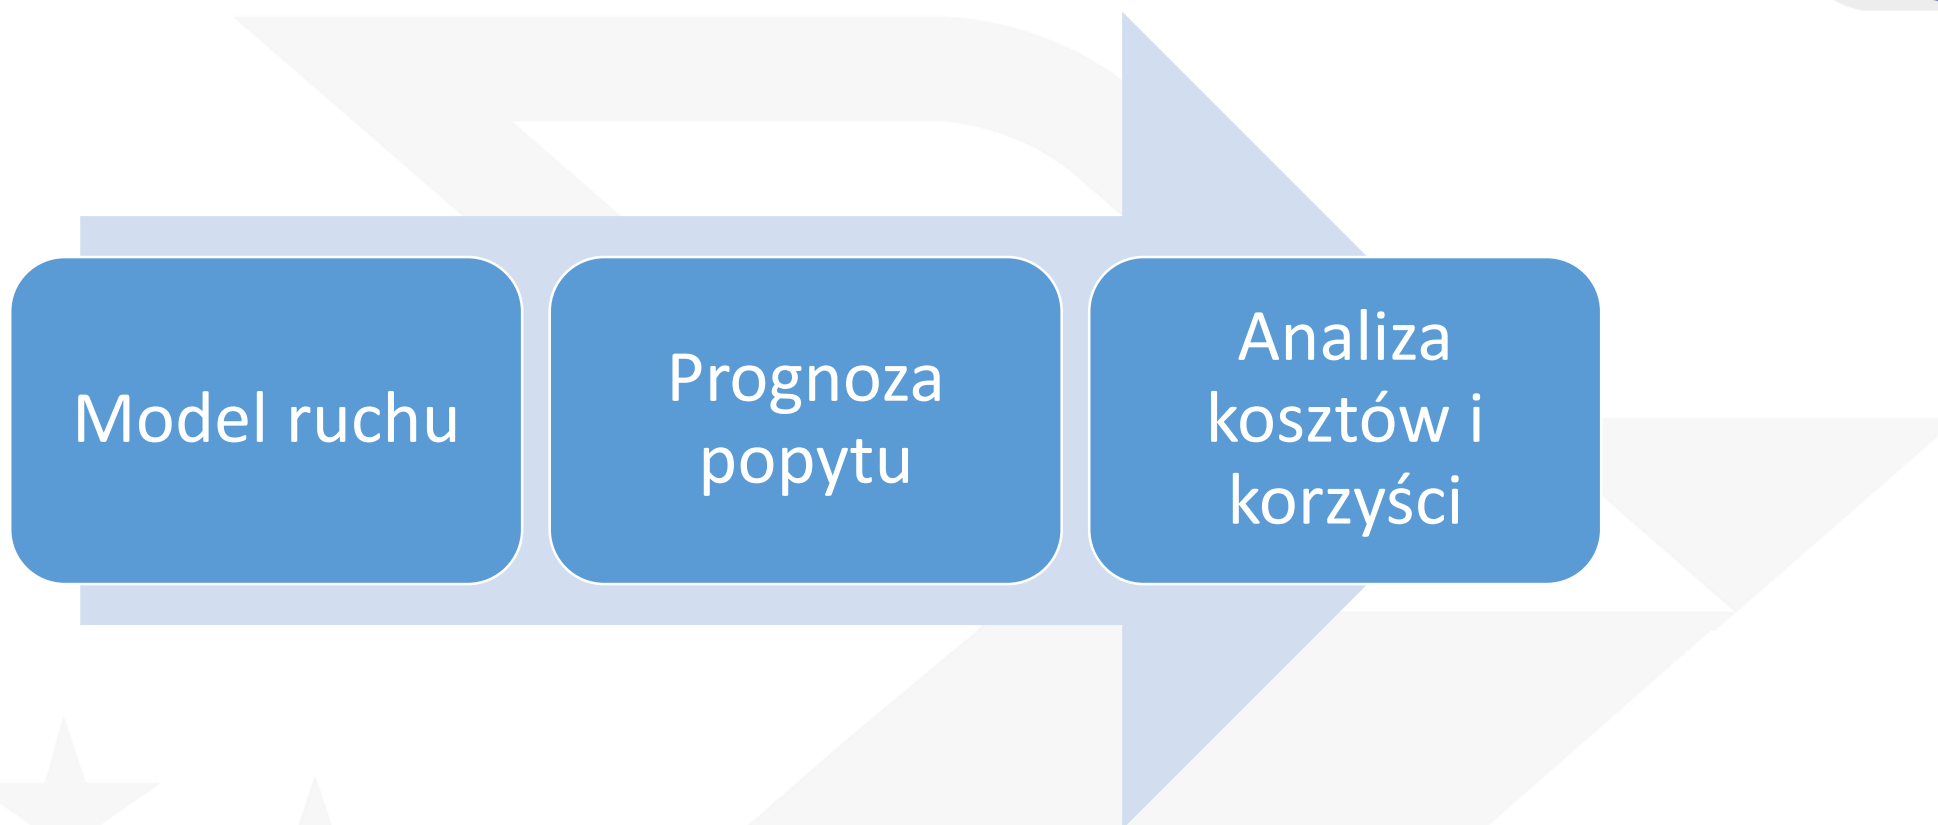 Model ruchu
Prognoza
popytu
Analiza
kosztów i
korzyści